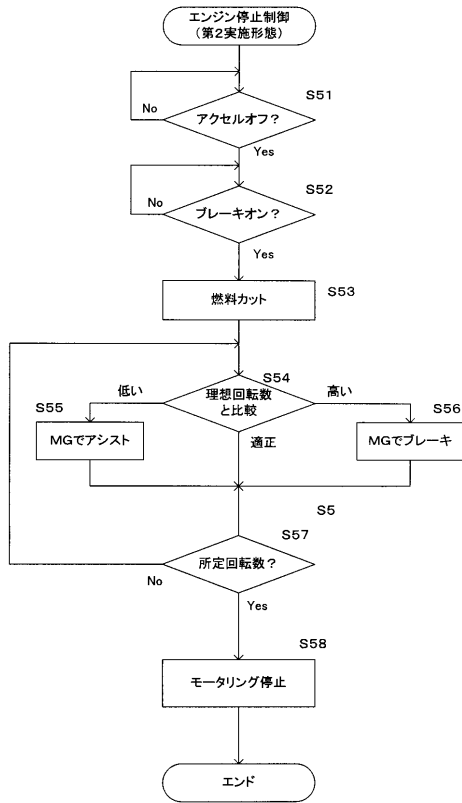 エンジン停止制御
(第2実施形態)
S51
No
アクセルオフ?
Yes
S52
No
ブレーキオン?
Yes
S53
燃料カット
S54
低い
理想回転数
と比較
高い
S55
S56
MGでアシスト
適正
MGでブレーキ
S5
S57
所定回転数?
No
Yes
S58
モータリング停止
エンド